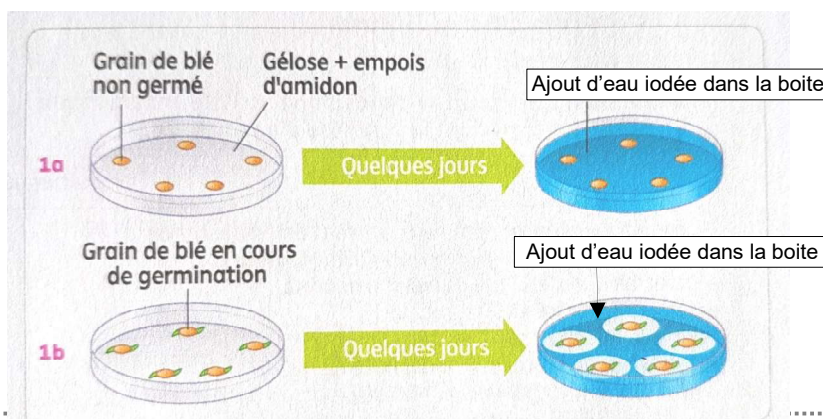 Grain de blé
non germé
Gélose + empois
d'amidon
Ajout d'eau iodée dans la boite
1a
Quelques jours
Grain de blé en cours
de germination
Ajout d'eau iodée dans la boite
1b
Quelques jours